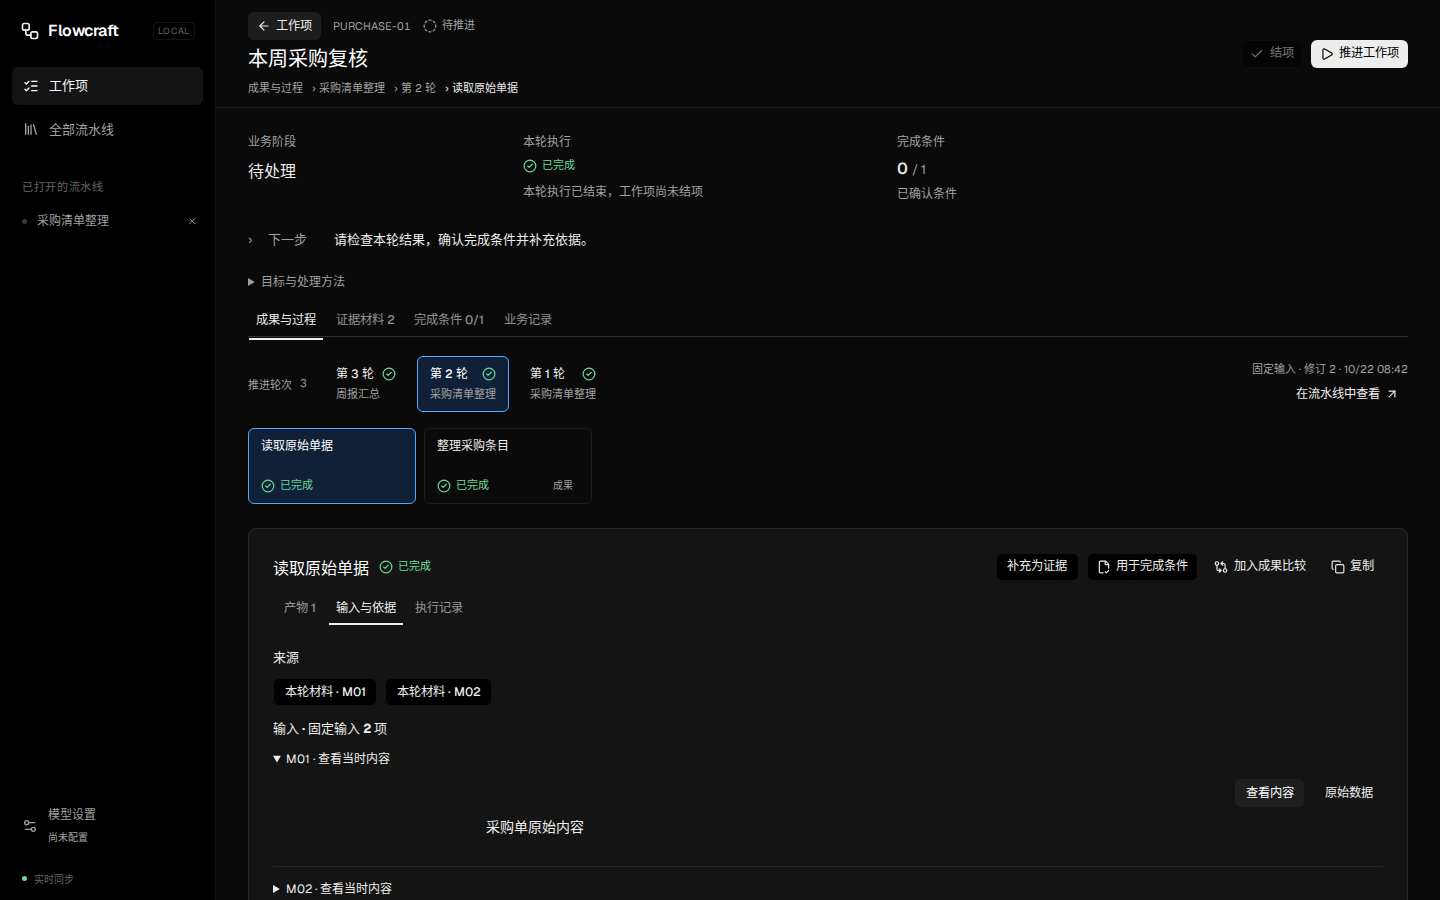 Flowcraft LOCAL
工作项
全部流水线
已打开的流水线
采购清单整理
模型设置
尚未配置
实时同步
工作项 PURCHASE-01 待推进
本周采购复核
成果与过程 › 采购清单整理 › 第 2 轮 › 读取原始单据
结项 推进工作项
业务阶段
待处理
本轮执行
已完成
本轮执行已结束，工作项尚未结项
完成条件
0 / 1
已确认条件
› 下一步 请检查本轮结果，确认完成条件并补充依据。
目标与处理方法
成果与过程 证据材料 2 完成条件 0/1 业务记录
推进轮次 3
第 3 轮
周报汇总
第 2 轮
采购清单整理
第 1 轮
采购清单整理
固定输入 · 修订 2 · 10/22 08:42
在流水线中查看
读取原始单据
已完成
整理采购条目
已完成 成果
读取原始单据 已完成
补充为证据 用于完成条件 加入成果比较 复制
产物 1 输入与依据 执行记录
来源
本轮材料 · M01 本轮材料 · M02
输入 · 固定输入 2 项
M01 · 查看当时内容
查看内容 原始数据
采购单原始内容
M02 · 查看当时内容